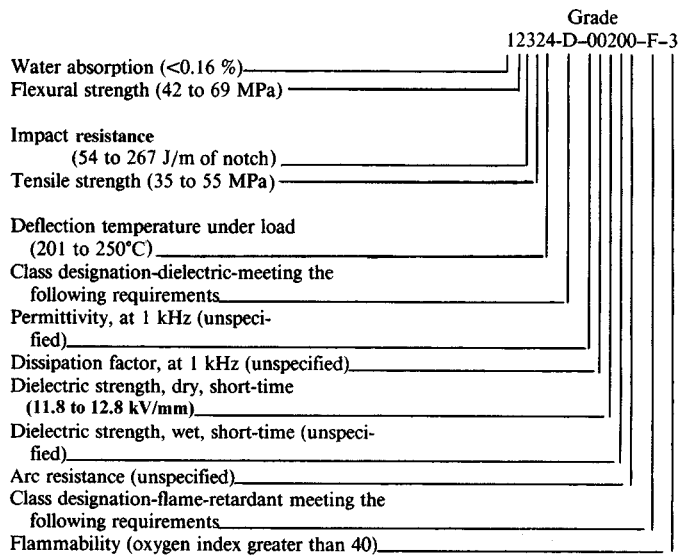 Grade
12324-D-00200-F-3
Water absorption (<0.16 %)
Flexural strength (42 to 69 MPa)
Impact resistance
(54 to 267 J/m of notch)
Tensile strength (35 to 55 MPa)
Deflection temperature under load
(201 to 250°C)
Class designation-dielectric-meeting the
following requirements
Permittivity, at 1 kHz (unspeci-
fied)
Dissipation factor, at 1 kHz (unspecified)
Dielectric strength, dry, short-time
(11.8 to 12.8 kV/mm)
Dielectric strength, wet, short-time (unspeci-
fied)
Arc resistance (unspecified)
Class designation-flame-retardant meeting the
following requirements
Flammability (oxygen index greater than 40)